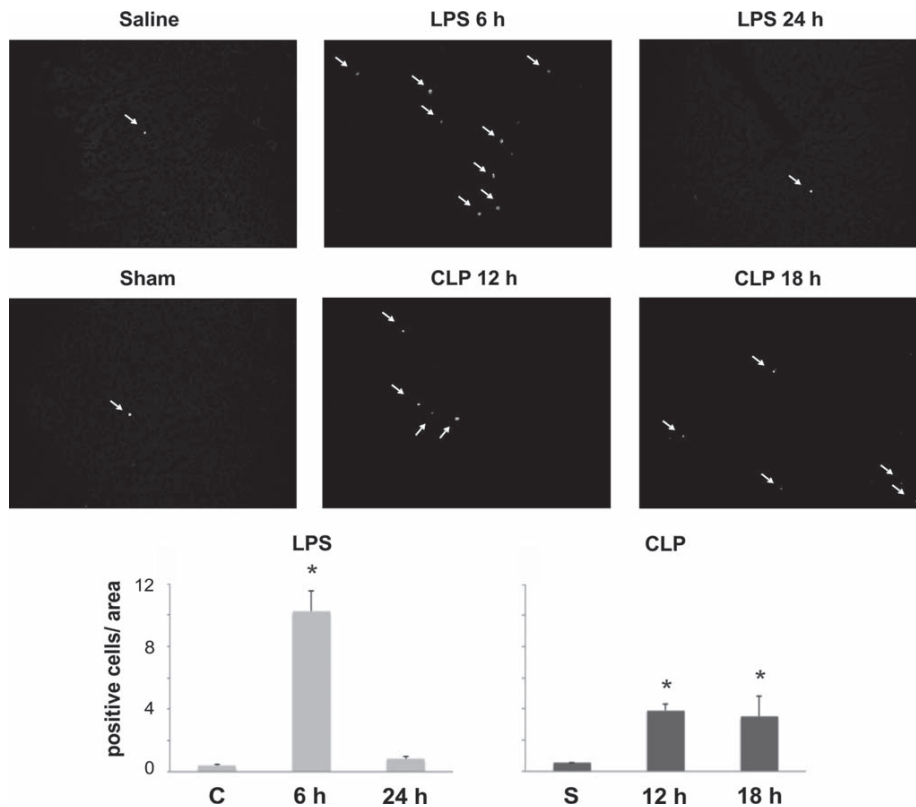 Saline LPS 6 h LPS 24 h
Sham CLP 12 h CLP 18 h
LPS CLP
* * *
positive cells/ area
12
8
4
0
C 6 h 24 h S 12 h 18 h